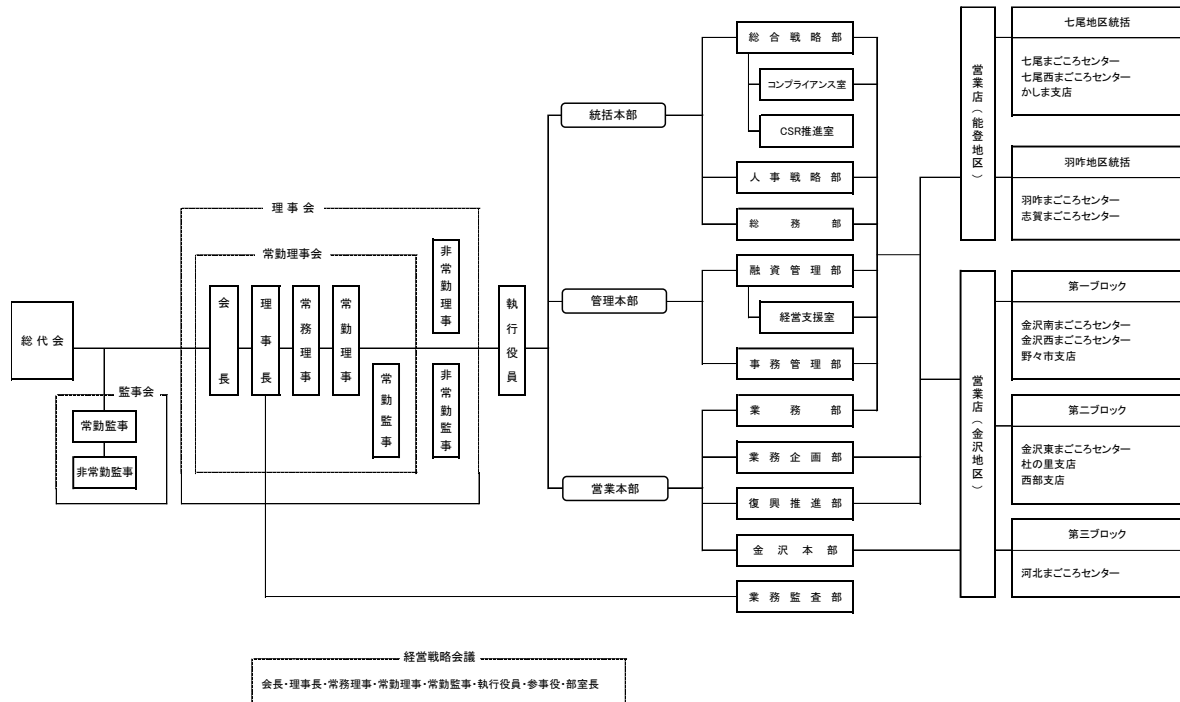 総代会
監事会
常勤監事
非常勤監事
理事会
常勤理事会
会長
理事長
常務理事
常勤理事
常勤監事
非常勤理事
非常勤監事
執行役員
統括本部
管理本部
営業本部
総合戦略部
コンプライアンス室
CSR推進室
人事戦略部
総務部
融資管理部
経営支援室
事務管理部
業務部
業務企画部
復興推進部
金沢本部
業務監査部
営業店(能登地区)
七尾地区統括
七尾まごころセンター
七尾西まごころセンター
かしま支店
羽咋地区統括
羽咋まごころセンター
志賀まごころセンター
営業店(金沢地区)
第一ブロック
金沢南まごころセンター
金沢西まごころセンター
野々市支店
第二ブロック
金沢東まごころセンター
杜の里支店
西部支店
第三ブロック
河北まごころセンター
経営戦略会議
会長・理事長・常務理事・常勤理事・常勤監事・執行役員・参事役・部室長